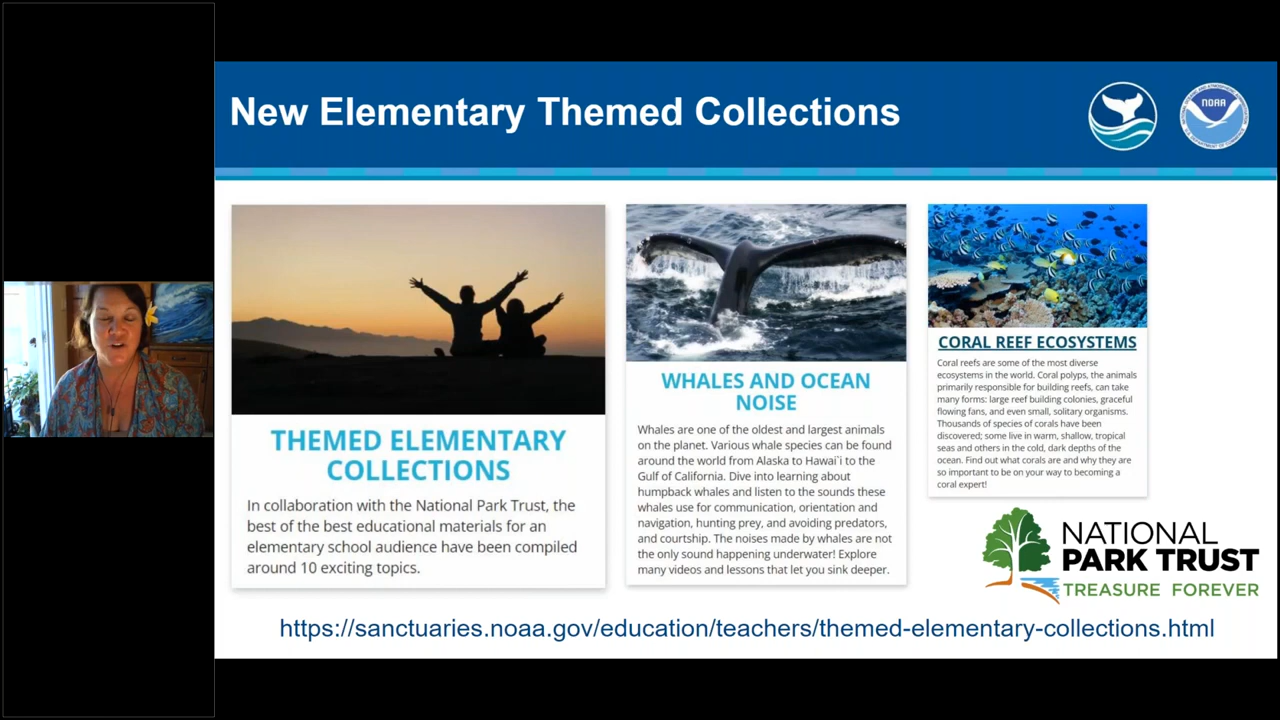 New Elementary Themed Collections
NOAA
THEMED ELEMENTARY
COLLECTIONS
In collaboration with the National Park Trust, the
best of the best educational materials for an
elementary school audience have been compiled
around 10 exciting topics.
WHALES AND OCEAN
NOISE
Whales are one of the oldest and largest animals
on the planet. Various whale species can be found
around the world from Alaska to Hawai`i to the
Gulf of California. Dive into learning about
humpback whales and listen to the sounds these
whales use for communication, orientation and
navigation, hunting prey, and avoiding predators,
and courtship. The noises made by whales are not
the only sound happening underwater! Explore
many videos and lessons that let you sink deeper.
CORAL REEF ECOSYSTEMS
Coral reefs are some of the most diverse
ecosystems in the world. Coral polyps, the animals
primarily responsible for building reefs, can take
many forms: large reef building colonies, graceful
flowing fans, and even small, solitary organisms.
Thousands of species of corals have been
discovered; some live in warm, shallow, tropical
seas and others in the cold, dark depths of the
ocean. Find out what corals are and why they are
so important to be on your way to becoming a
coral expert!
NATIONAL
PARK TRUST
TREASURE FOREVER
https://sanctuaries.noaa.gov/education/teachers/themed-elementary-collections.html